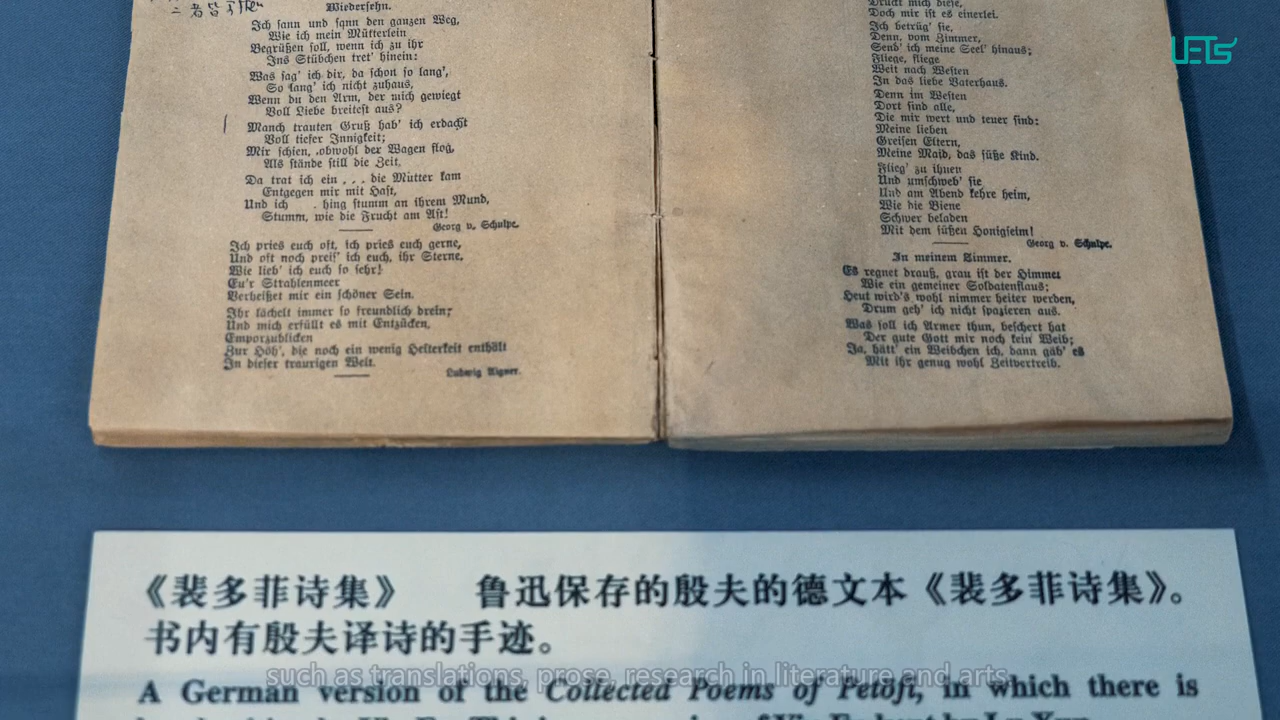 二者皆可抛
Wiedersehn.
Ich sann und sann den ganzen Weg,
Wie ich mein Mütterlein
Begrüßen soll, wenn ich zu ihr
Ins Stübchen tret' hinein:
Was sag' ich dir, da schon so lang',
So lang' ich nicht zuhaus,
Wenn du den Arm, der mich gewiegt
Voll Liebe breitest aus?
Manch trauten Gruß hab' ich erdacht
Voll tiefer Innigkeit;
Mir schien, obwohl der Wagen flog,
Als stände still die Zeit.
Da trat ich ein . . . die Mutter kam
Entgegen mir mit Hast,
Und ich . hing stumm an ihrem Mund,
Stumm, wie die Frucht am Ast!
Georg v. Schulpe.
Ich pries euch oft, ich pries euch gerne,
Und oft noch preis' ich euch, ihr Sterne,
Wie lieb' ich euch so sehr!
Eu'r Strahlenmeer
Verheißet mir ein schöner Sein.
Ihr lächelt immer so freundlich drein;
Und mich erfüllt es mit Entzücken,
Emporzublicken
Zur Höh', die noch ein wenig Heiterkeit enthält
In dieser traurigen Welt.
Ludwig Aigner.
Drückt mich diese,
Doch mir ist es einerlei.
Ich betrüg' sie,
Denn, vom Zimmer,
Send' ich meine Seel' hinaus;
Fliege, fliege
Weit nach Westen
In das liebe Vaterhaus.
Denn im Westen
Dort sind alle,
Die mir wert und teuer sind:
Meine lieben
Greisen Eltern,
Meine Maid, das süße Kind.
Flieg' zu ihnen
Und umschweb' sie
Und am Abend kehre heim,
Wie die Biene
Schwer beladen
Mit dem süßen Honigseim!
Georg v. Schulpe.
In meinem Zimmer.
Es regnet drauß, grau ist der Himmel
Wie ein gemeiner Soldatenflaus;
Heut wird's wohl nimmer heiter werden,
Drum geh' ich nicht spazieren aus.
Was soll ich Armer thun, beschert hat
Der gute Gott mir noch kein Weib;
Ja, hätt' ein Weibchen ich, dann gäb' es
Mit ihr genug wohl Zeitvertreib.
《裴多菲诗集》 鲁迅保存的殷夫的德文本《裴多菲诗集》。
书内有殷夫译诗的手迹。
such as translations, prose, research in literature and arts,
A German version of the Collected Poems of Petöfi, in which there is